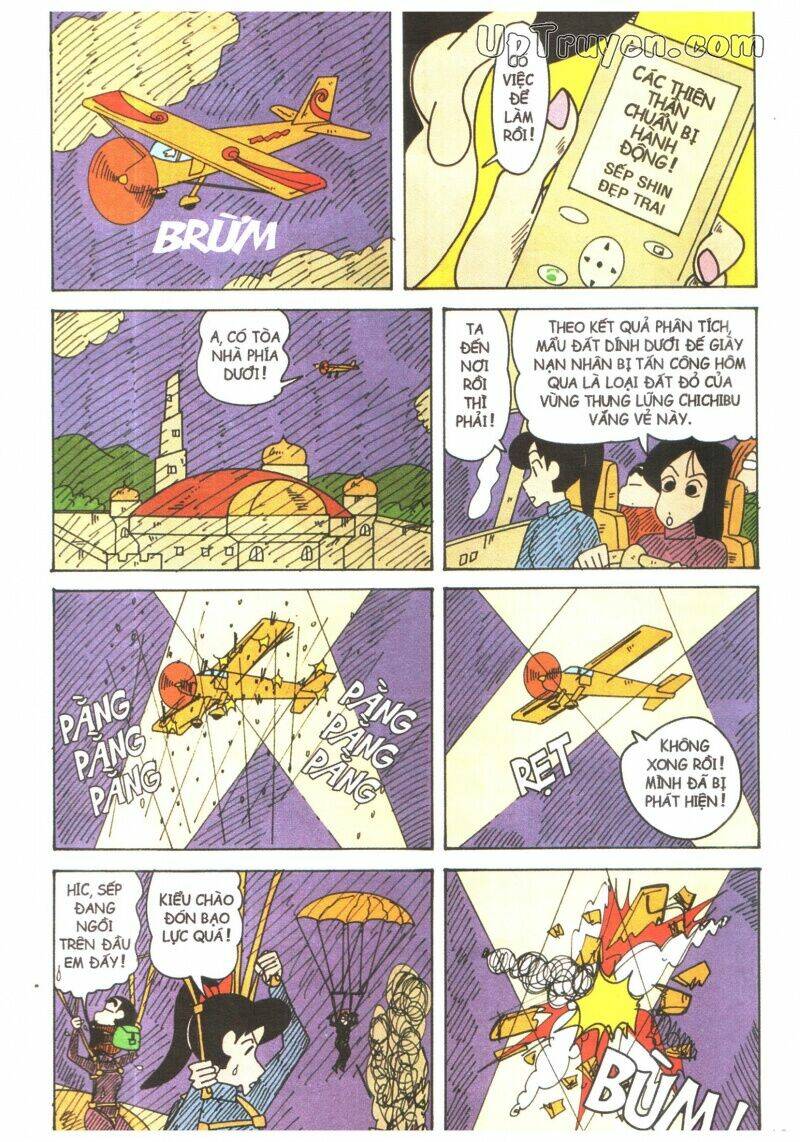 UpTruyen.com
CÓ
VIỆC
ĐỂ
LÀM
RỒI!
CÁC THIÊN
THẦN
CHUẨN BỊ
HÀNH
ĐỘNG!
SẾP SHIN
ĐẸP TRAI
BRỪM
TA
ĐẾN
NƠI
RỒI
THÌ
PHẢI!
THEO KẾT QUẢ PHÂN TÍCH,
MẨU ĐẤT DÍNH DƯỚI ĐẾ GIÀY
NẠN NHÂN BỊ TẤN CÔNG HÔM
QUA LÀ LOẠI ĐẤT ĐỎ CỦA
VÙNG THUNG LŨNG CHICHIBU
VẮNG VẺ NÀY.
A, CÓ TÒA
NHÀ PHÍA
DƯỚI!
RẸT
KHÔNG
XONG RỒI!
MÌNH ĐÃ BỊ
PHÁT HIỆN!
PẰNG
PẰNG
PẰNG
PẰNG
PẰNG
PẰNG
BÙM!
KIỂU CHÀO
ĐÓN BẠO
LỰC QUÁ!
HIC, SẾP
ĐANG
NGỒI
TRÊN ĐẦU
EM ĐẤY!